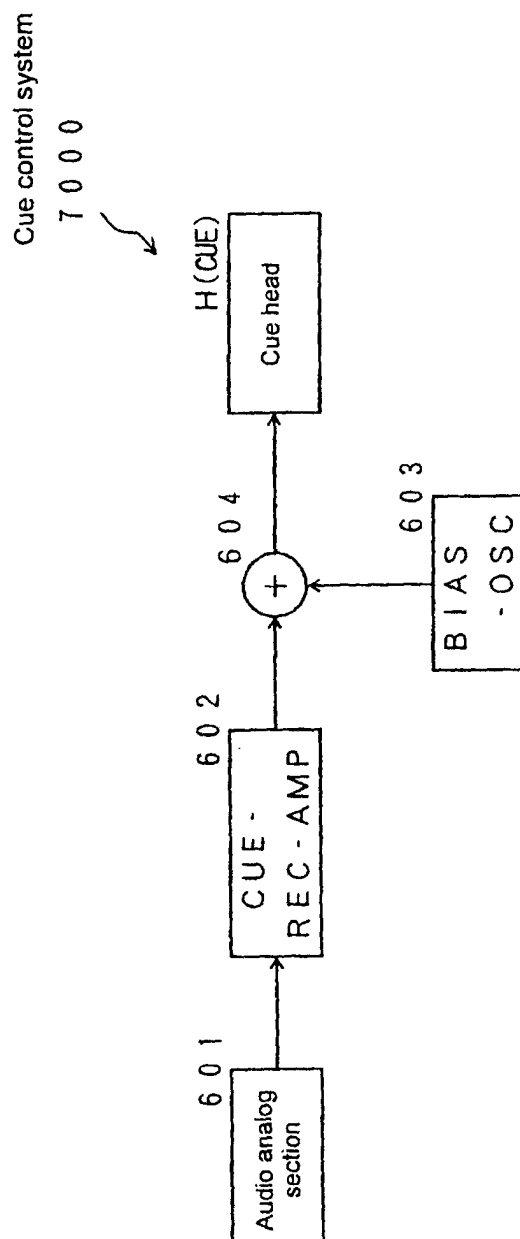 Cue control system
7000
H(CUE)
Cue head
604
603
BIAS
-OSC
602
CUE-
REC-AMP
601
Audio analog
section
+